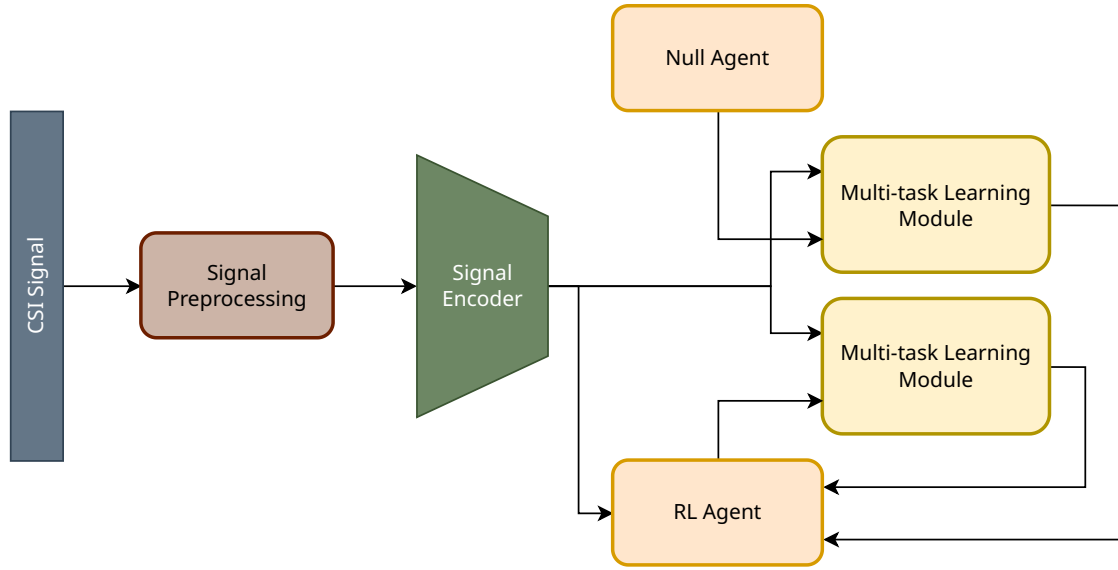 CSI Signal
Signal
Preprocessing
Signal
Encoder
Null Agent
Multi-task Learning
Module
Multi-task Learning
Module
RL Agent